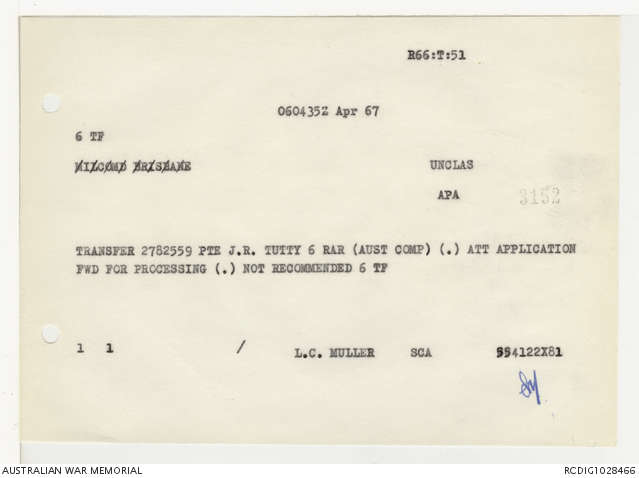 R66:T:51
060435Z Apr 67
6 TF
MILCOMD BRISBANE UNCLAS
APA 3152
TRANSFER 2782559 PTE J.R. TUTTY 6 RAR (AUST COMP) (.) ATT APPLICATION
FWD FOR PROCESSING (.) NOT RECOMMENDED 6 TF
1 1 / L.C. MULLER SCA 554122X81
AUSTRALIAN WAR MEMORIAL RCDIG1028466